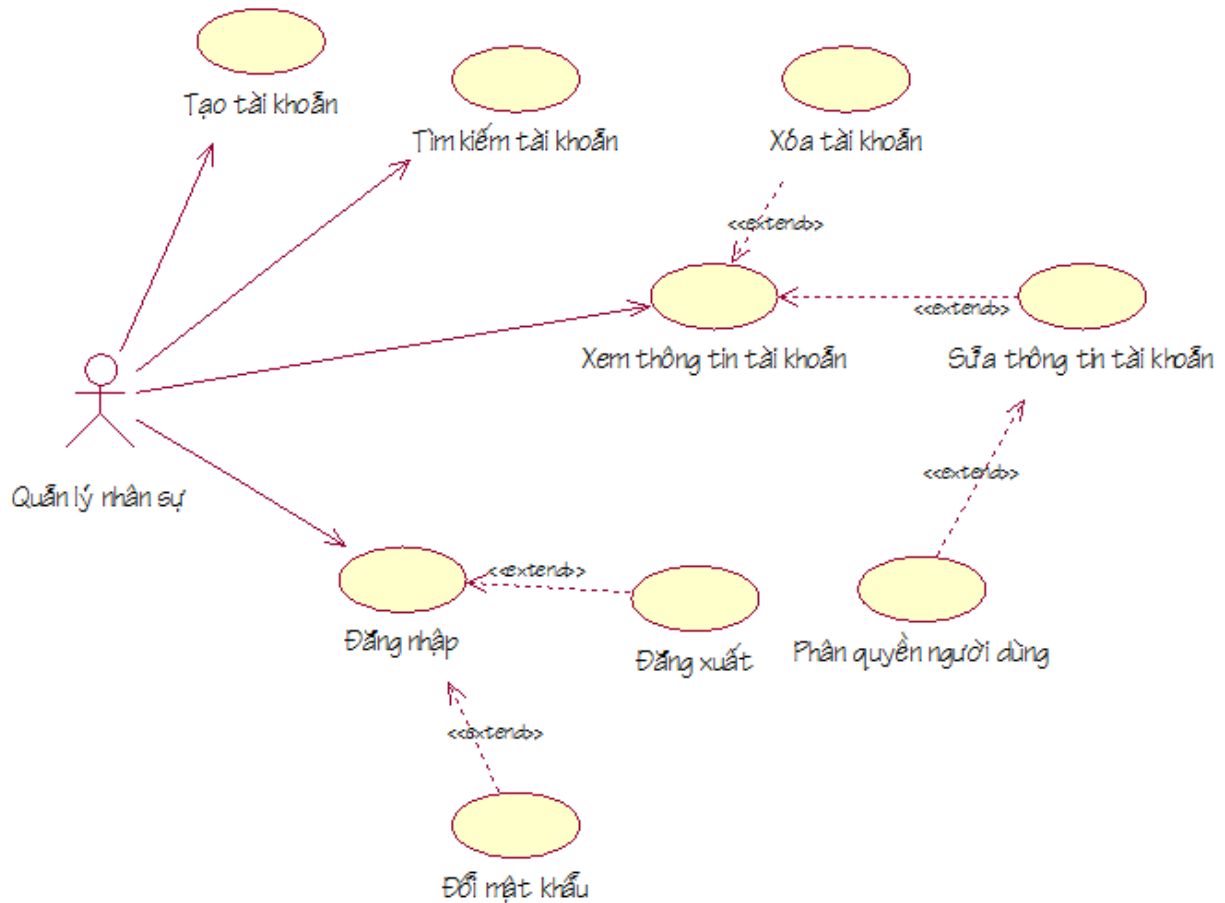 Tạo tài khoản
Tìm kiếm tài khoản
Xóa tài khoản
<<extend>>
<<extend>>
Xem thông tin tài khoản
Sửa thông tin tài khoản
<<extend>>
Quản lý nhân sự
<<extend>>
Đăng nhập
Đăng xuất
Phân quyền người dùng
<<extend>>
Đổi mật khẩu